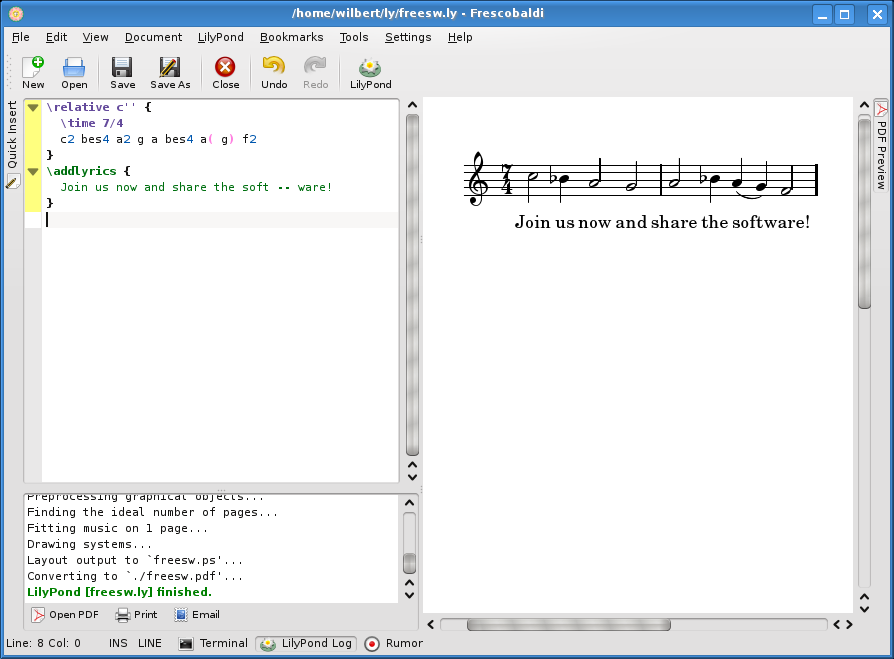 /home/wilbert/ly/freesw.ly - Frescobaldi
File Edit View Document LilyPond Bookmarks Tools Settings Help
New Open Save Save As Close Undo Redo LilyPond
Quick Insert
\relative c'' {
\time 7/4
c2 bes4 a2 g a bes4 a( g) f2
}
\addlyrics {
Join us now and share the soft -- ware!
}
7
4
Join us now and share the software!
PDF Preview
Preprocessing graphical objects...
Finding the ideal number of pages...
Fitting music on 1 page...
Drawing systems...
Layout output to `freesw.ps'...
Converting to `./freesw.pdf'...
LilyPond [freesw.ly] finished.
Open PDF Print Email
Line: 8 Col: 0 INS LINE Terminal LilyPond Log Rumor